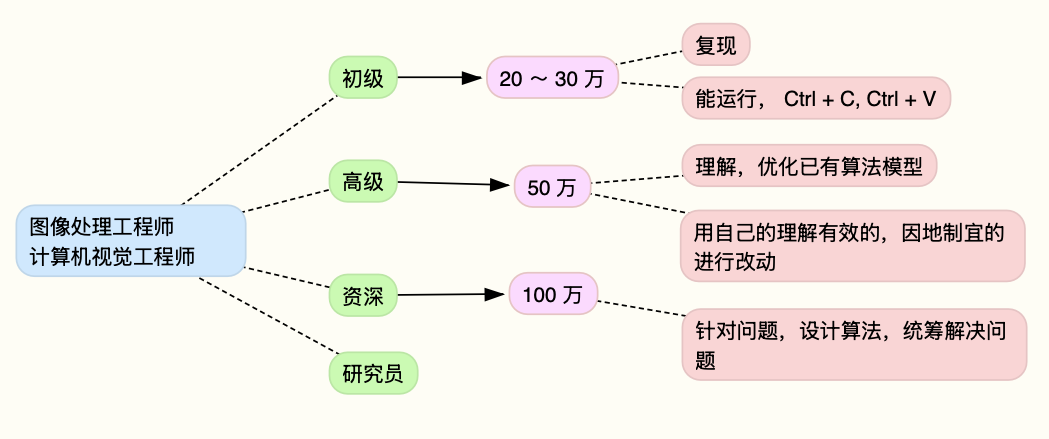 图像处理工程师
计算机视觉工程师
初级
20 ～ 30 万
复现
能运行， Ctrl + C, Ctrl + V
高级
50 万
理解，优化已有算法模型
用自己的理解有效的，因地制宜的
进行改动
资深
100 万
针对问题，设计算法，统筹解决问
题
研究员